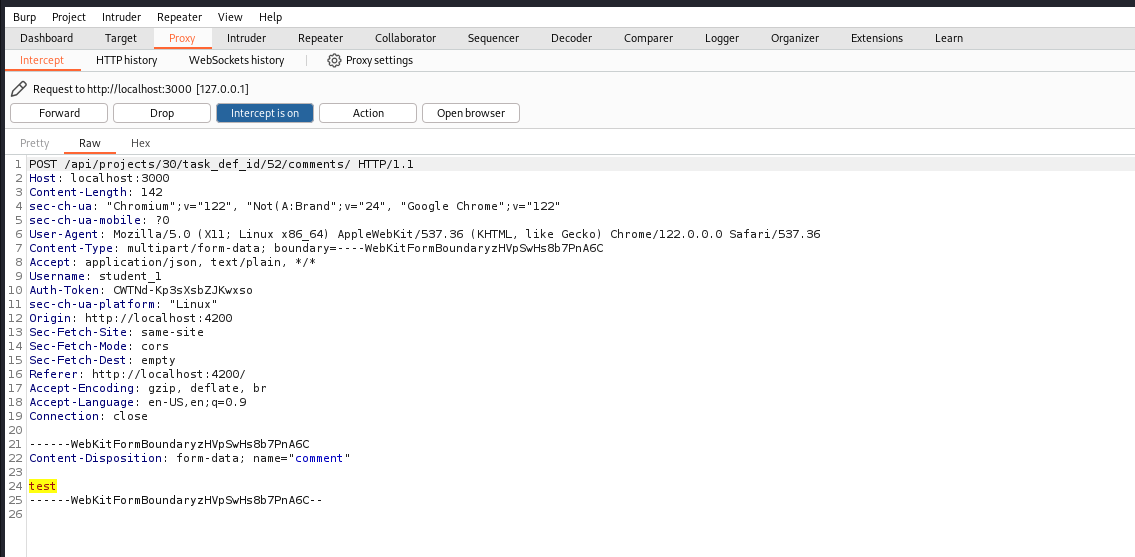 Burp Project Intruder Repeater View Help
Dashboard Target Proxy Intruder Repeater Collaborator Sequencer Decoder Comparer Logger Organizer Extensions Learn
Intercept HTTP history WebSockets history Proxy settings
Request to http://localhost:3000 [127.0.0.1]
Forward Drop Intercept is on Action Open browser
Pretty Raw Hex
1 POST /api/projects/30/task_def_id/52/comments/ HTTP/1.1
2 Host: localhost:3000
3 Content-Length: 142
4 sec-ch-ua: "Chromium";v="122", "Not(A:Brand";v="24", "Google Chrome";v="122"
5 sec-ch-ua-mobile: ?0
6 User-Agent: Mozilla/5.0 (X11; Linux x86_64) AppleWebKit/537.36 (KHTML, like Gecko) Chrome/122.0.0.0 Safari/537.36
7 Content-Type: multipart/form-data; boundary=----WebKitFormBoundaryzHVpSwHs8b7PnA6C
8 Accept: application/json, text/plain, */*
9 Username: student_1
10 Auth-Token: CWTNd-Kp3sXsbZJKwxso
11 sec-ch-ua-platform: "Linux"
12 Origin: http://localhost:4200
13 Sec-Fetch-Site: same-site
14 Sec-Fetch-Mode: cors
15 Sec-Fetch-Dest: empty
16 Referer: http://localhost:4200/
17 Accept-Encoding: gzip, deflate, br
18 Accept-Language: en-US,en;q=0.9
19 Connection: close
20
21 ------WebKitFormBoundaryzHVpSwHs8b7PnA6C
22 Content-Disposition: form-data; name="comment"
23
24 test
25 ------WebKitFormBoundaryzHVpSwHs8b7PnA6C--
26